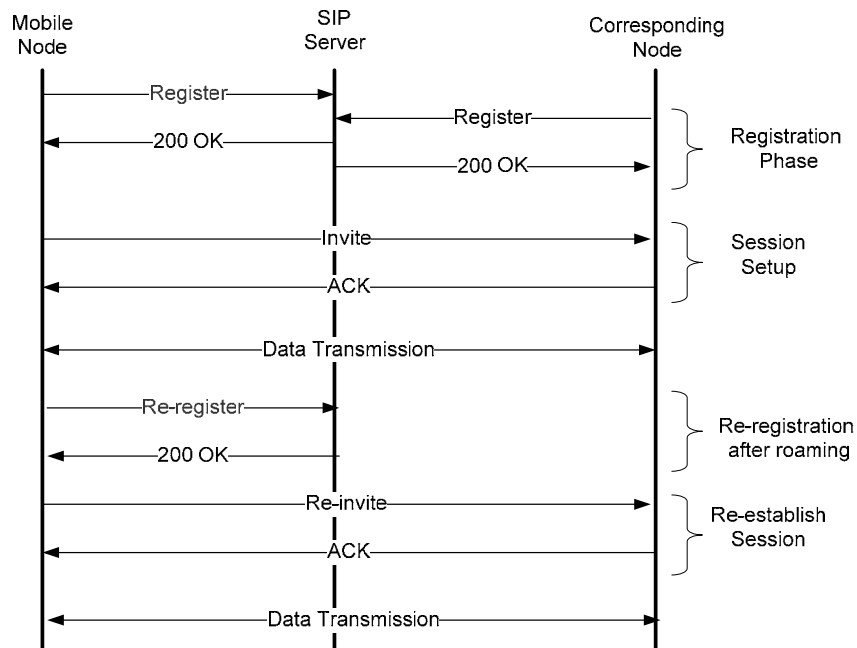 Mobile
Node
SIP
Server
Corresponding
Node
Register
Register
200 OK
200 OK
Registration
Phase
Invite
ACK
Session
Setup
Data Transmission
Re-register
200 OK
Re-registration
after roaming
Re-invite
ACK
Re-establish
Session
Data Transmission